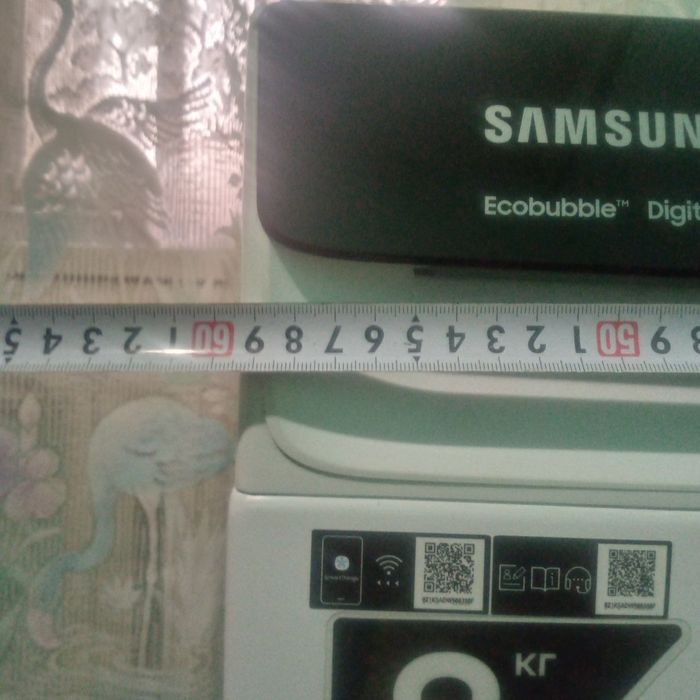 SAMSUN
Ecobubble™ Digit
5 4 3 2 1 60 9 8 7 6 5 4 3 2 1 50 9 8
8 кг